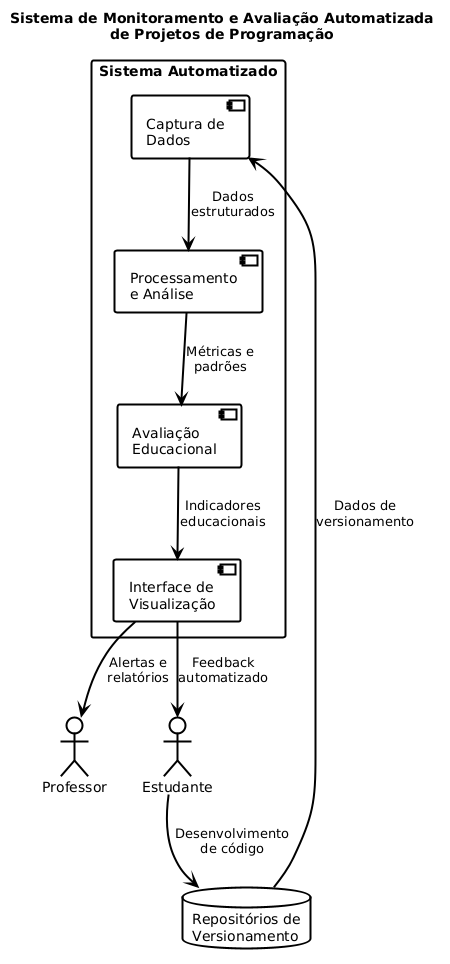 Sistema de Monitoramento e Avaliação Automatizada
de Projetos de Programação
Sistema Automatizado
Captura de
Dados
Dados
estruturados
Processamento
e Análise
Métricas e
padrões
Avaliação
Educacional
Indicadores
educacionais
Dados de
versionamento
Interface de
Visualização
Alertas e
relatórios
Feedback
automatizado
Professor
Estudante
Desenvolvimento
de código
Repositórios de
Versionamento